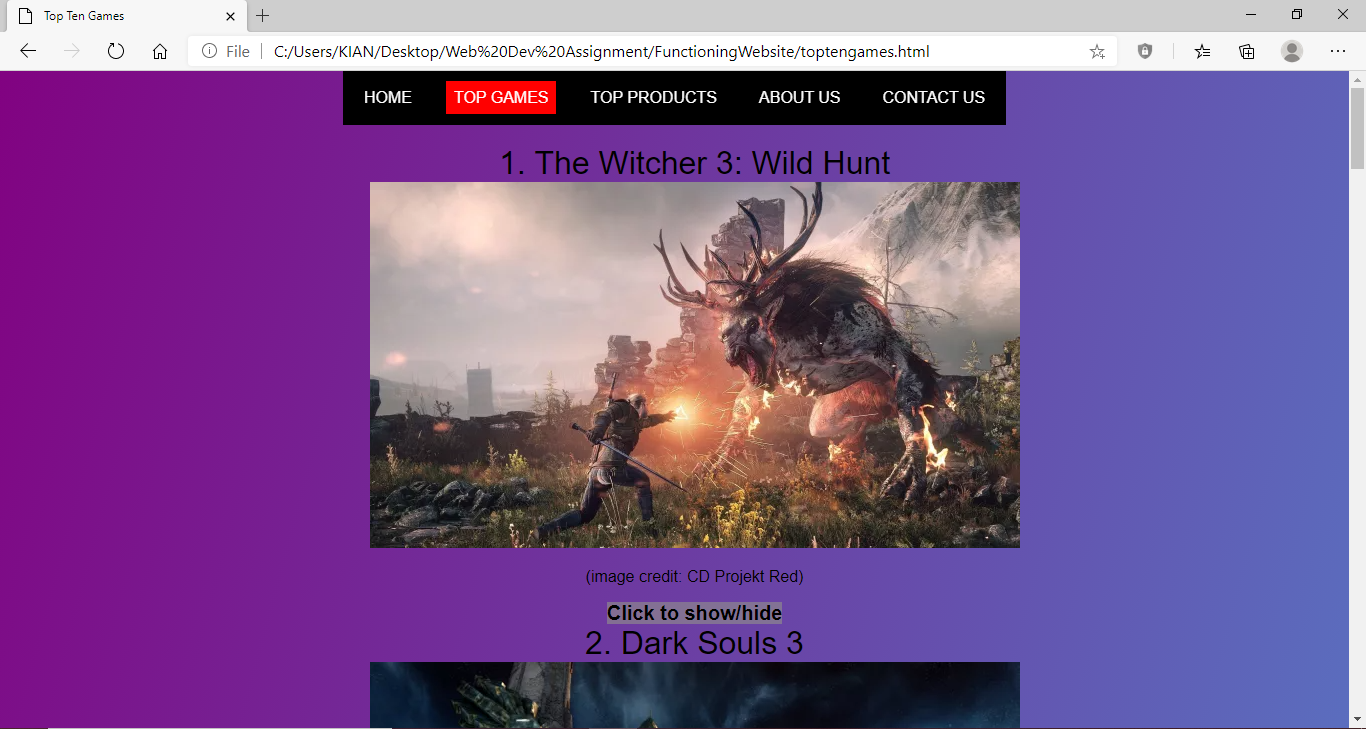 Top Ten Games
File
C:/Users/KIAN/Desktop/Web%20Dev%20Assignment/FunctioningWebsite/toptengames.html
HOME TOP GAMES TOP PRODUCTS ABOUT US CONTACT US
1. The Witcher 3: Wild Hunt
(image credit: CD Projekt Red)
Click to show/hide
2. Dark Souls 3